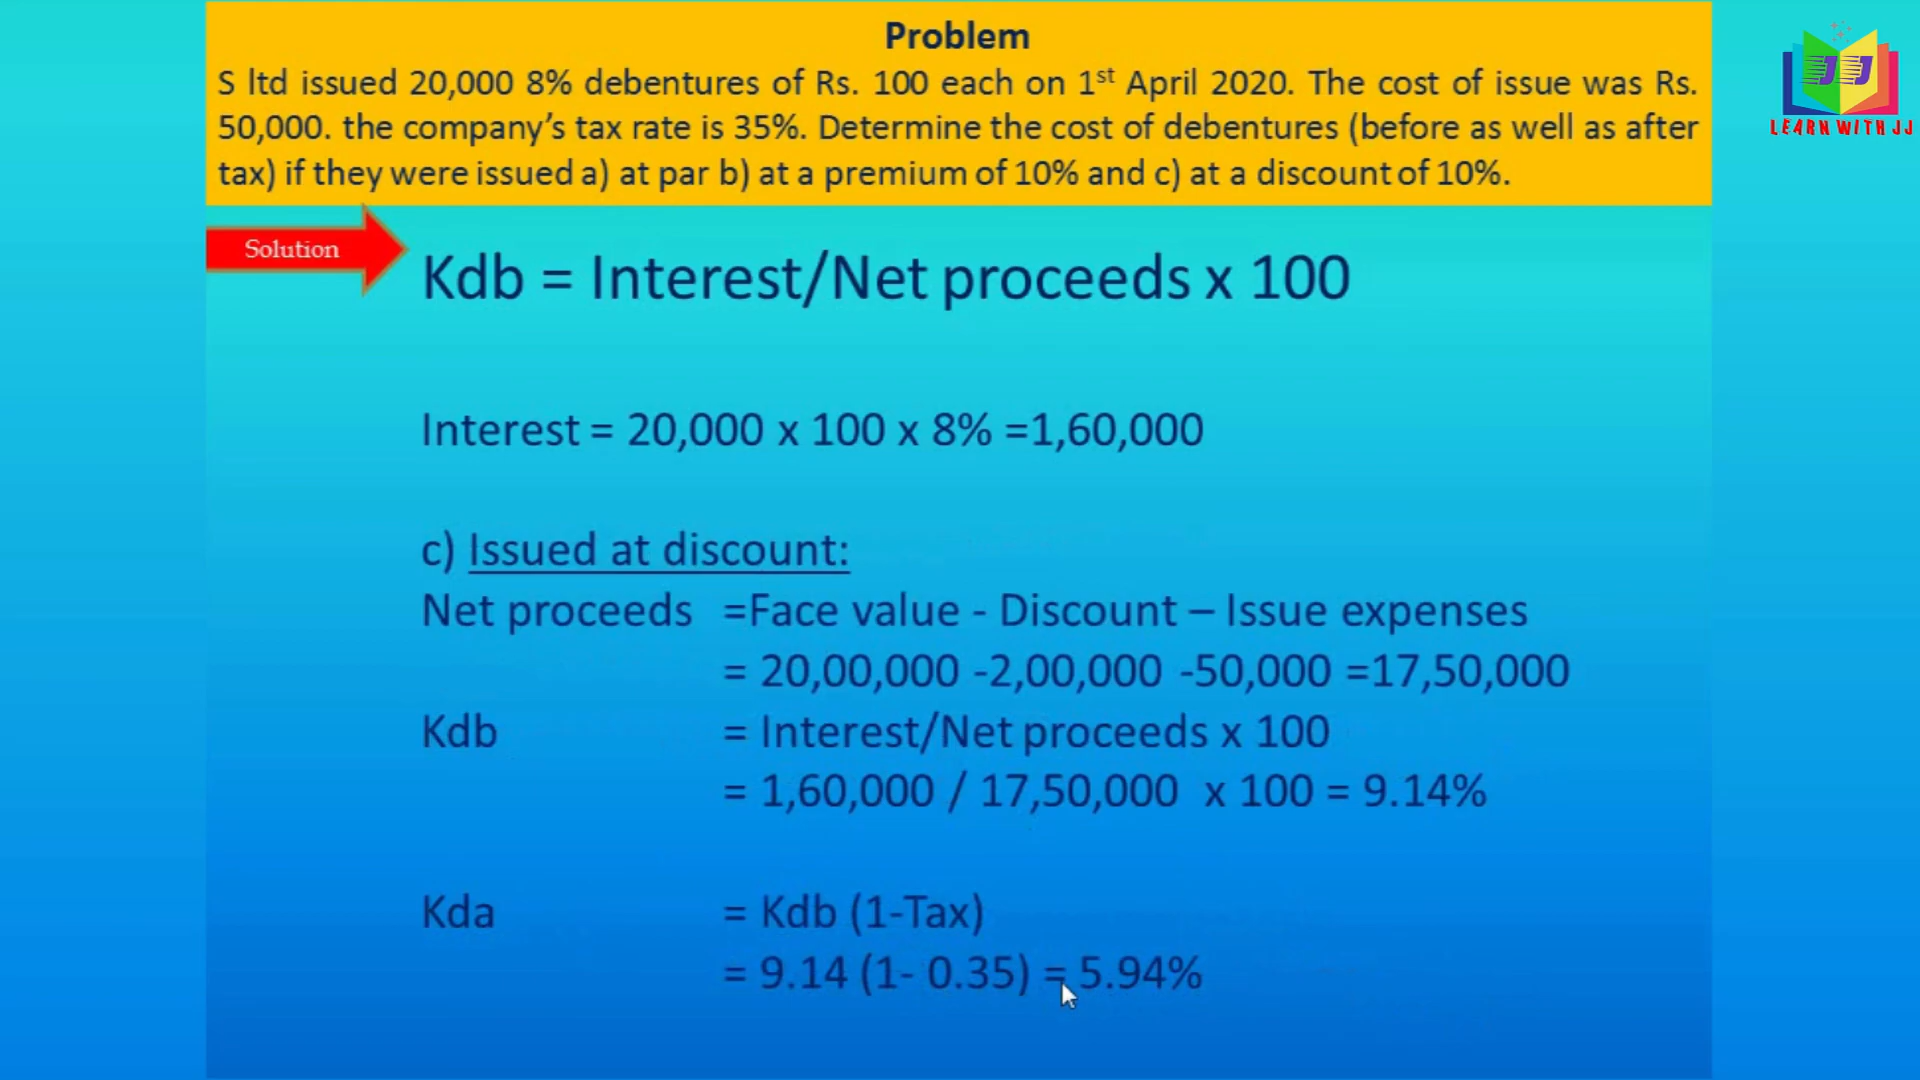 Problem
S ltd issued 20,000 8% debentures of Rs. 100 each on 1st April 2020. The cost of issue was Rs.
50,000. the company's tax rate is 35%. Determine the cost of debentures (before as well as after
tax) if they were issued a) at par b) at a premium of 10% and c) at a discount of 10%.
JJ
LEARN WITH JJ
Solution
Kdb = Interest/Net proceeds x 100
Interest = 20,000 x 100 x 8% =1,60,000
c) Issued at discount:
Net proceeds =Face value - Discount – Issue expenses
= 20,00,000 -2,00,000 -50,000 =17,50,000
Kdb = Interest/Net proceeds x 100
= 1,60,000 / 17,50,000 x 100 = 9.14%
Kda = Kdb (1-Tax)
= 9.14 (1- 0.35) = 5.94%